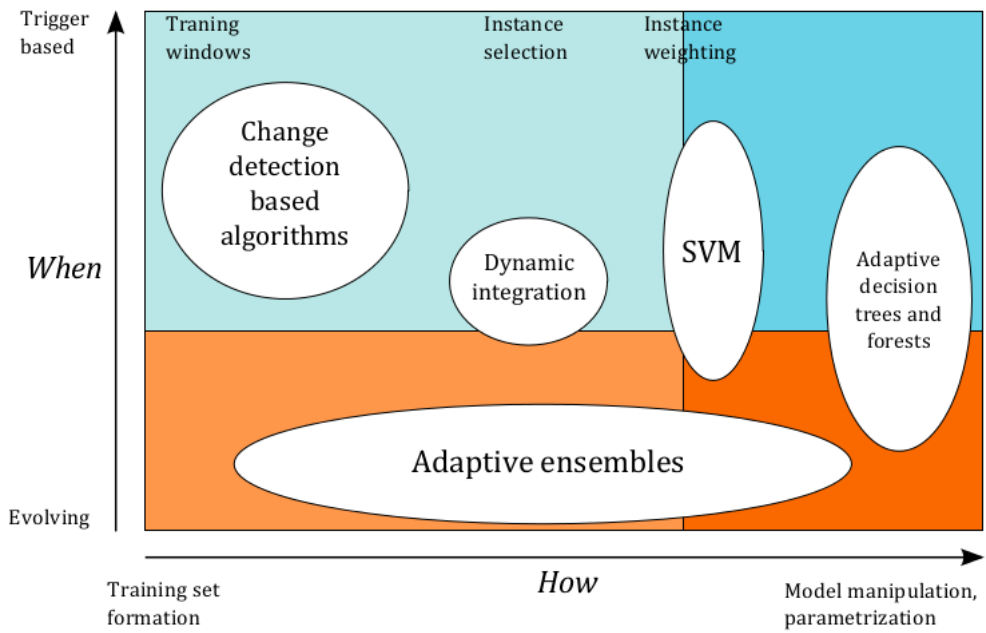 Trigger
based
Traning
windows
Instance
selection
Instance
weighting
Change
detection
based
algorithms
When
Dynamic
integration
SVM
Adaptive
decision
trees and
forests
Adaptive ensembles
Evolving
How
Training set
formation
Model manipulation,
parametrization